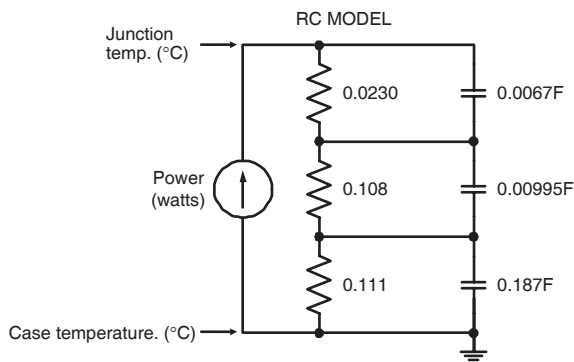 RC MODEL
Junction
temp. (°C)
0.0230
0.0067F
Power
(watts)
0.108
0.00995F
0.111
0.187F
Case temperature. (°C)